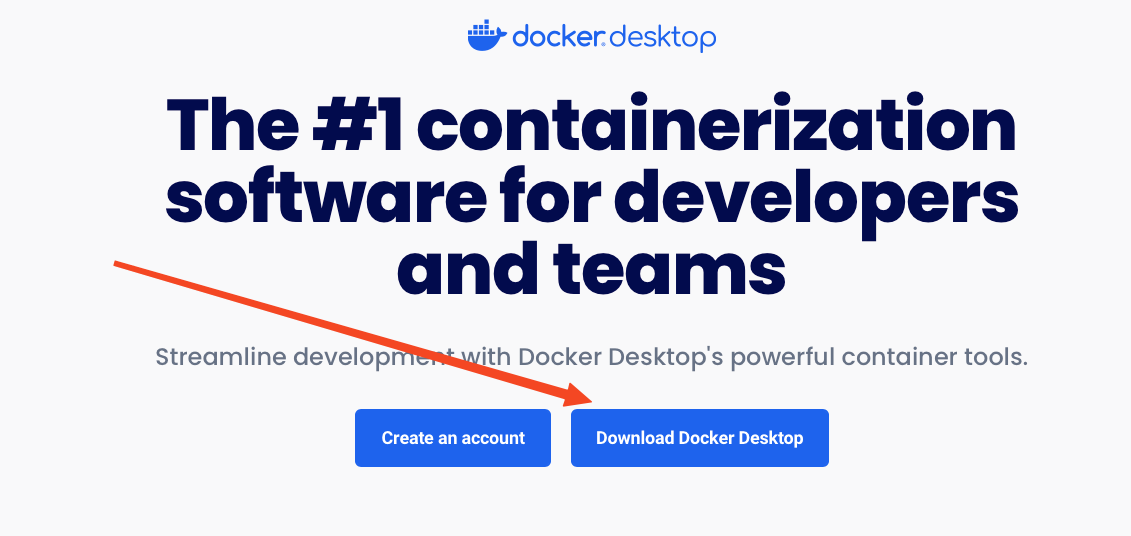 docker desktop
The #1 containerization
software for developers
and teams
Streamline development with Docker Desktop's powerful container tools.
Create an account
Download Docker Desktop